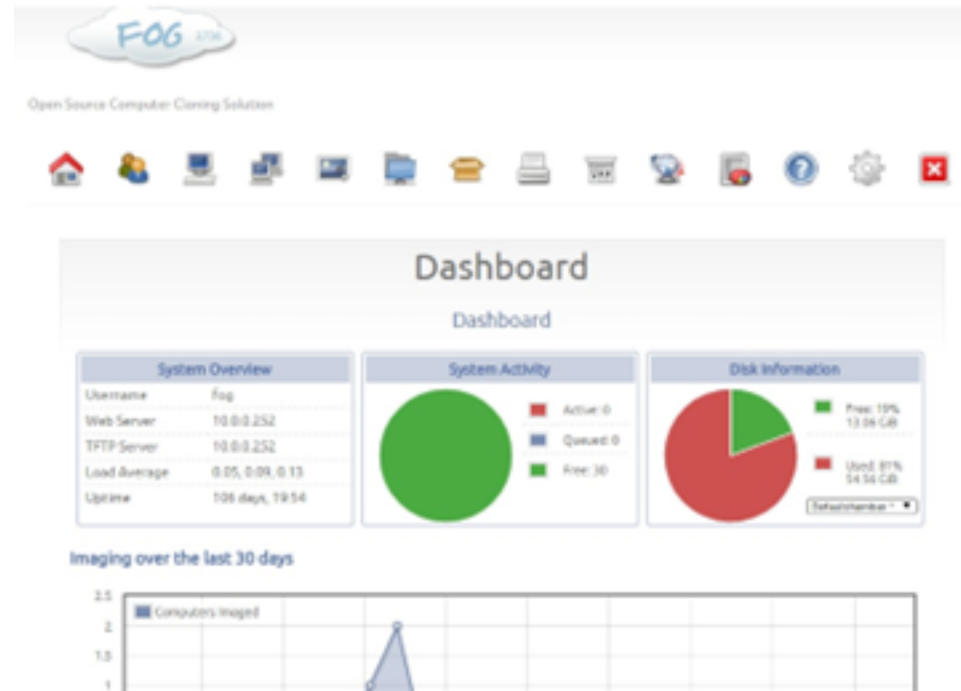 FOG
Open Source Computer Cloning Solution
Dashboard
Dashboard
System Overview
Username fog
Web Server 10.0.0.252
TFTP Server 10.0.0.252
Load Average 0.05, 0.09, 0.13
Uptime 106 days, 19:54
System Activity
Active: 0
Queued: 0
Free: 30
Disk Information
Free: 19%
13.06 GiB
Used: 81%
54.56 GiB
Imaging over the last 30 days
Computers Imaged
2.5
2
1.5
1